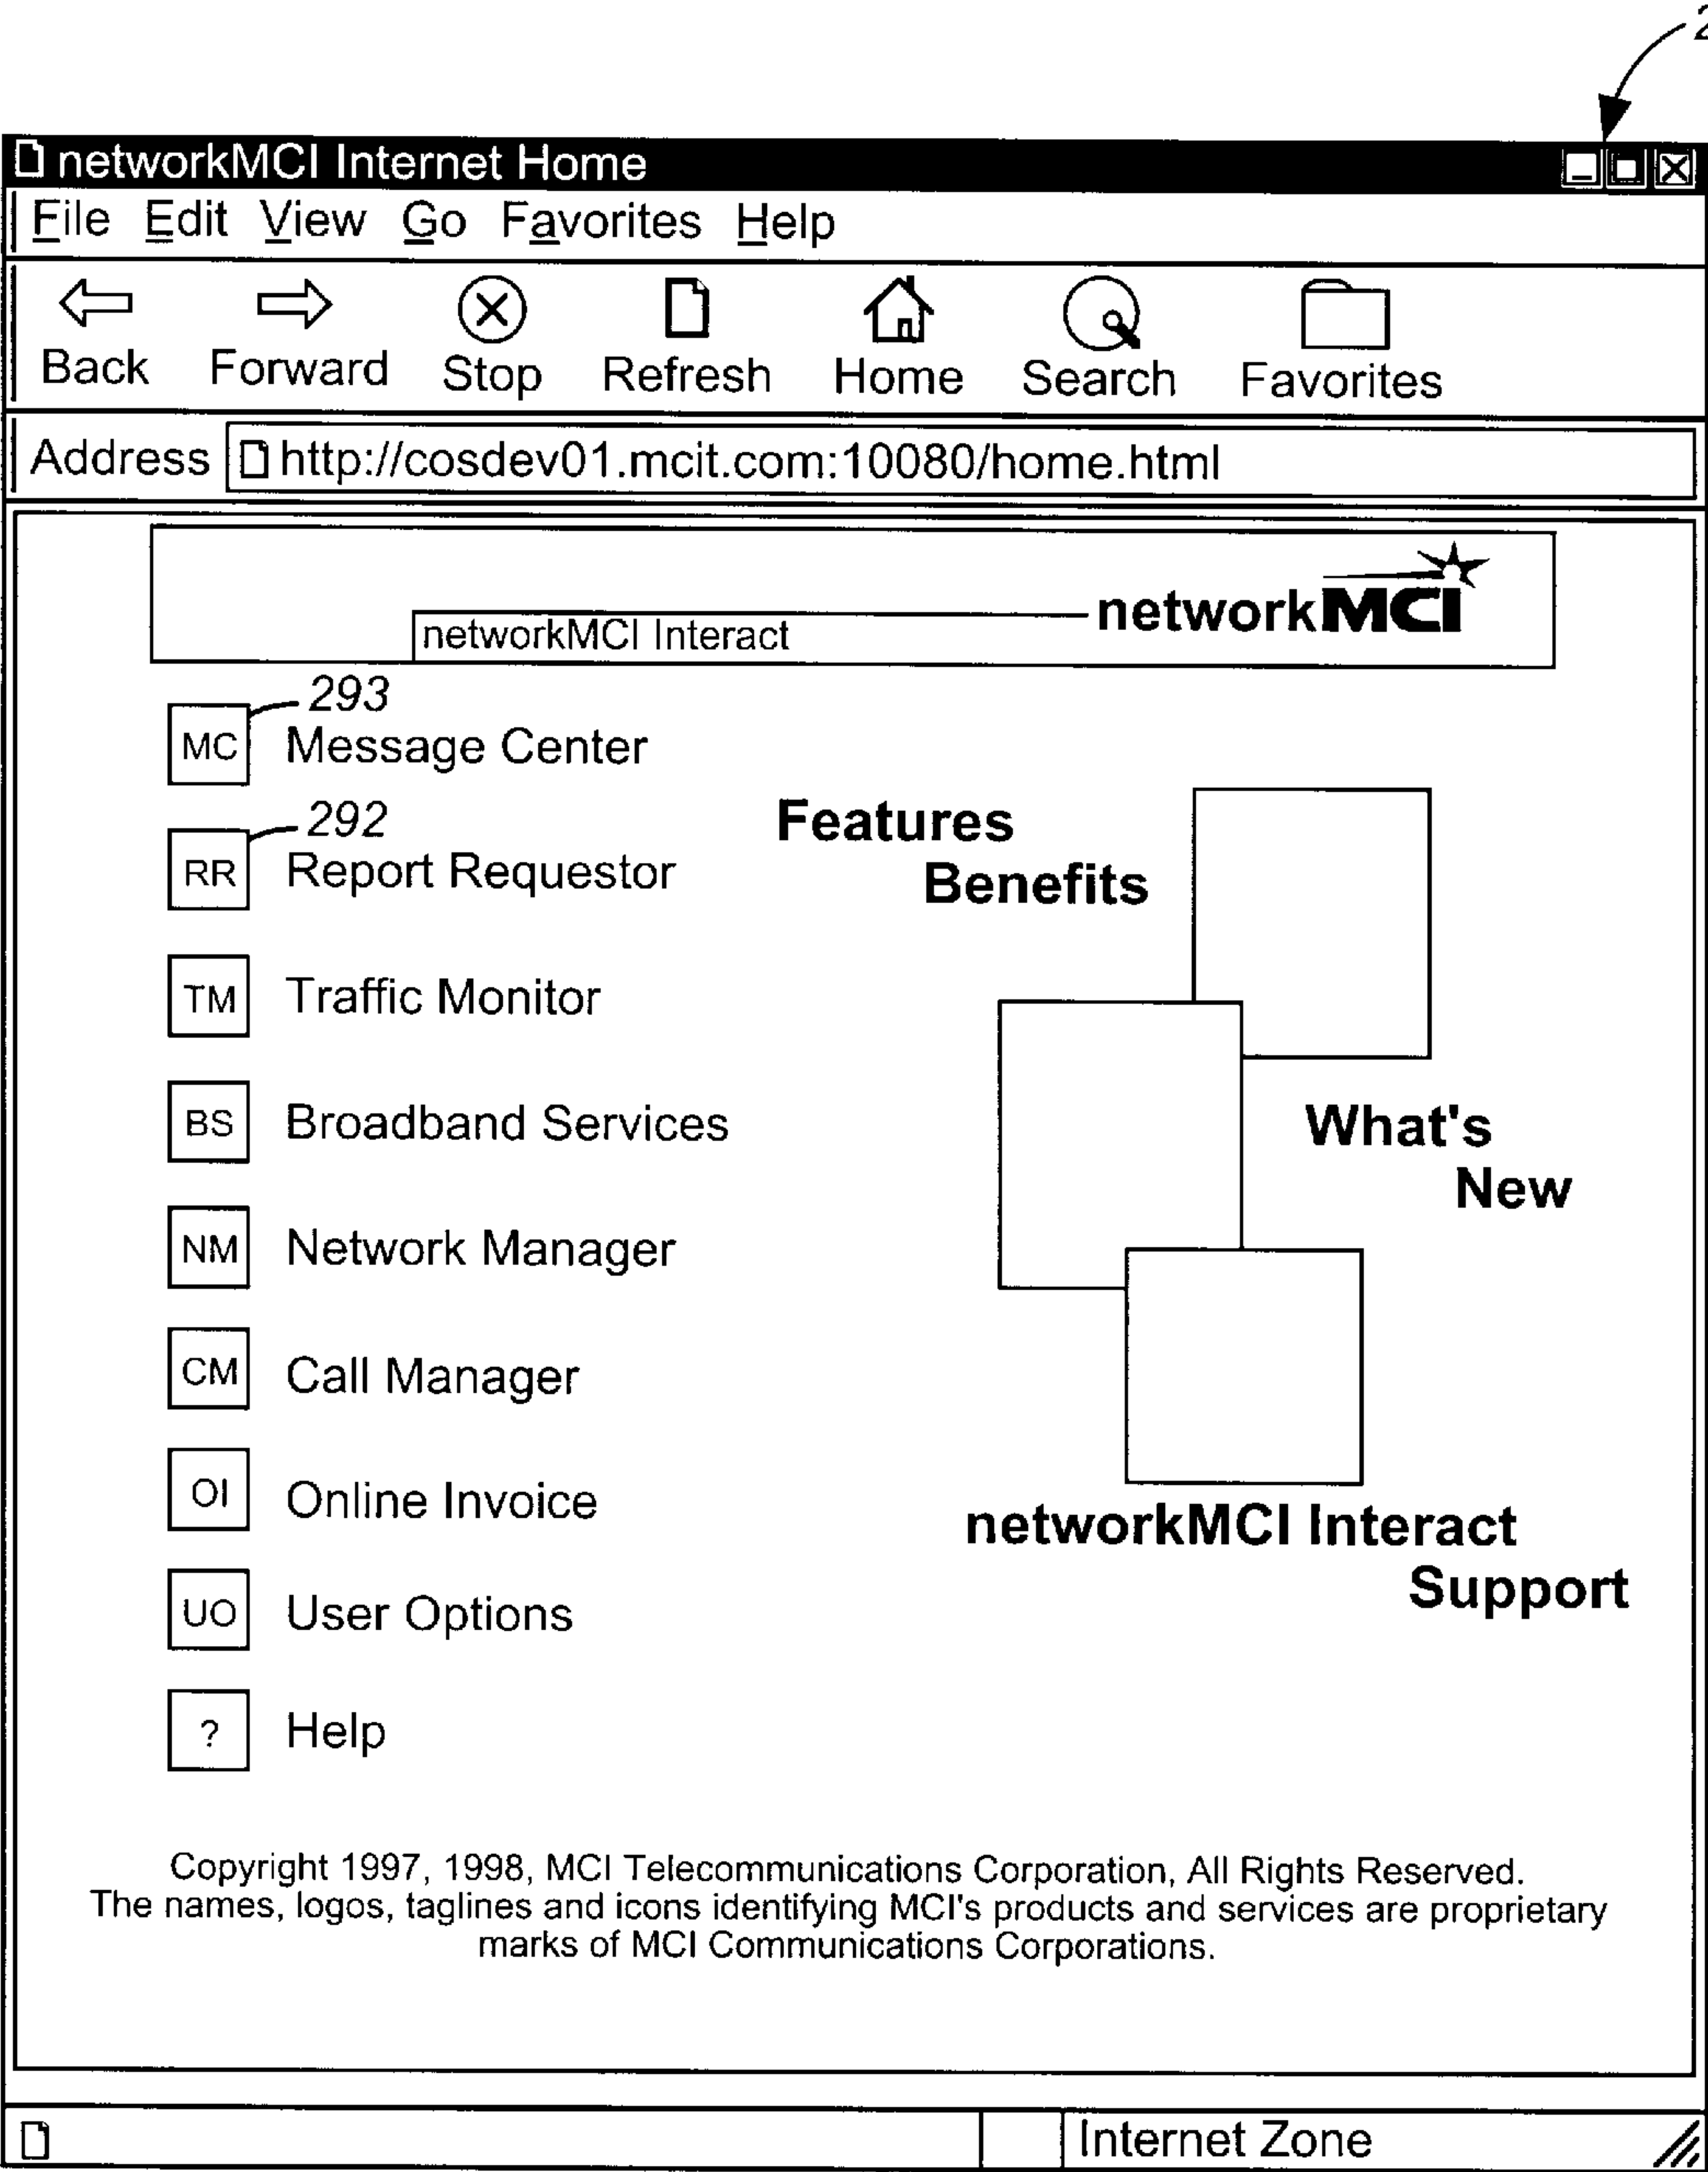 networkMCI Internet Home
File Edit View Go Favorites Help
Back Forward Stop Refresh Home Search Favorites
Address http://cosdev01.mcit.com:10080/home.html
networkMCI
networkMCI Interact
293
MC Message Center
292
RR Report Requestor
TM Traffic Monitor
BS Broadband Services
NM Network Manager
CM Call Manager
OI Online Invoice
UO User Options
? Help
Features
Benefits
What's
New
networkMCI Interact
Support
Copyright 1997, 1998, MCI Telecommunications Corporation, All Rights Reserved.
The names, logos, taglines and icons identifying MCI's products and services are proprietary
marks of MCI Communications Corporations.
Internet Zone